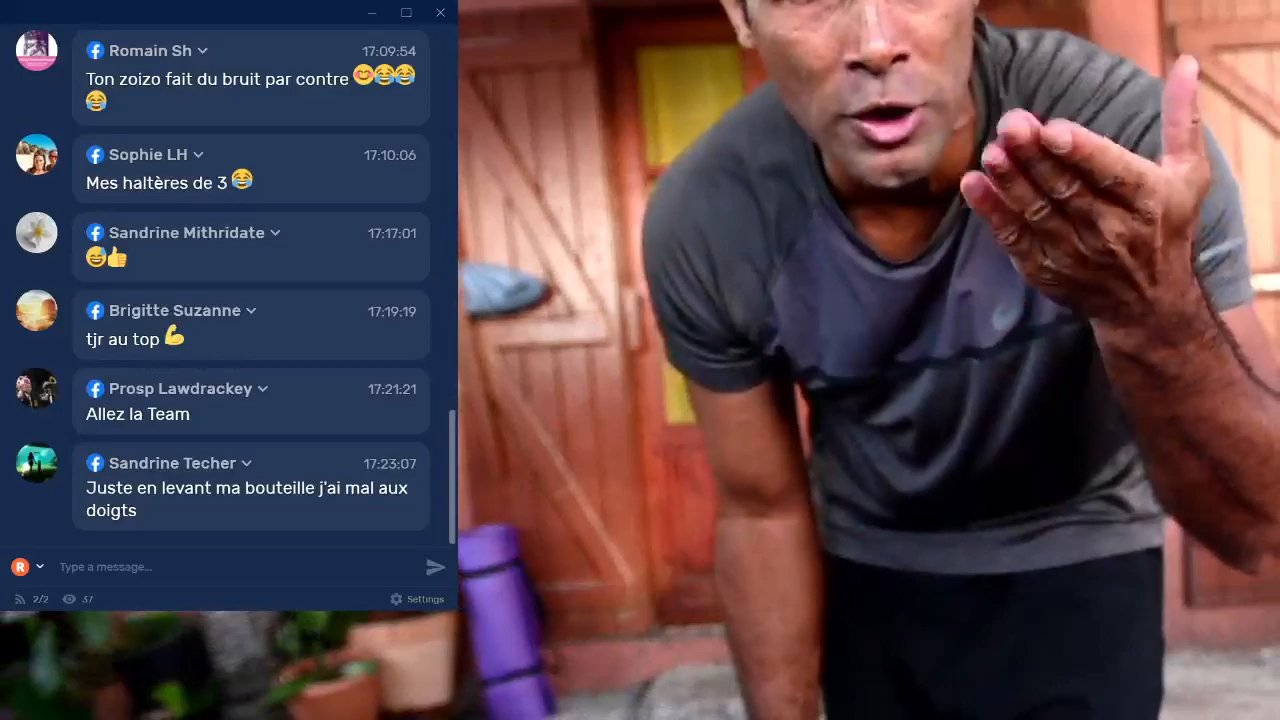 Romain Sh 17:09:54
Ton zoizo fait du bruit par contre 😊😂😂
😂
Sophie LH 17:10:06
Mes haltères de 3 😂
Sandrine Mithridate 17:17:01
😅👍
Brigitte Suzanne 17:19:19
tjr au top 💪
Prosp Lawdrackey 17:21:21
Allez la Team
Sandrine Techer 17:23:07
Juste en levant ma bouteille j'ai mal aux
doigts
R Type a message...
2/2 37 Settings